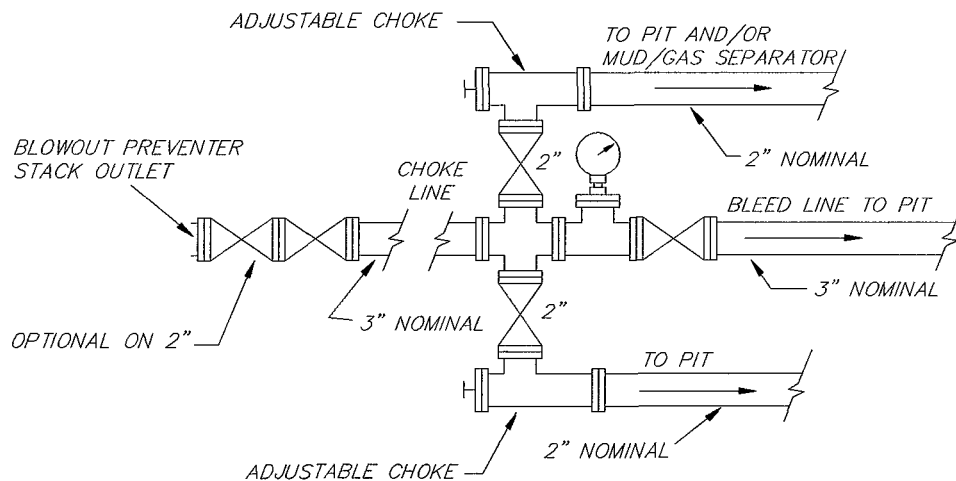 ADJUSTABLE CHOKE
TO PIT AND/OR
MUD/GAS SEPARATOR
BLOWOUT PREVENTER
STACK OUTLET
2"
2" NOMINAL
CHOKE
LINE
BLEED LINE TO PIT
3" NOMINAL
3" NOMINAL
OPTIONAL ON 2"
2"
TO PIT
2" NOMINAL
ADJUSTABLE CHOKE